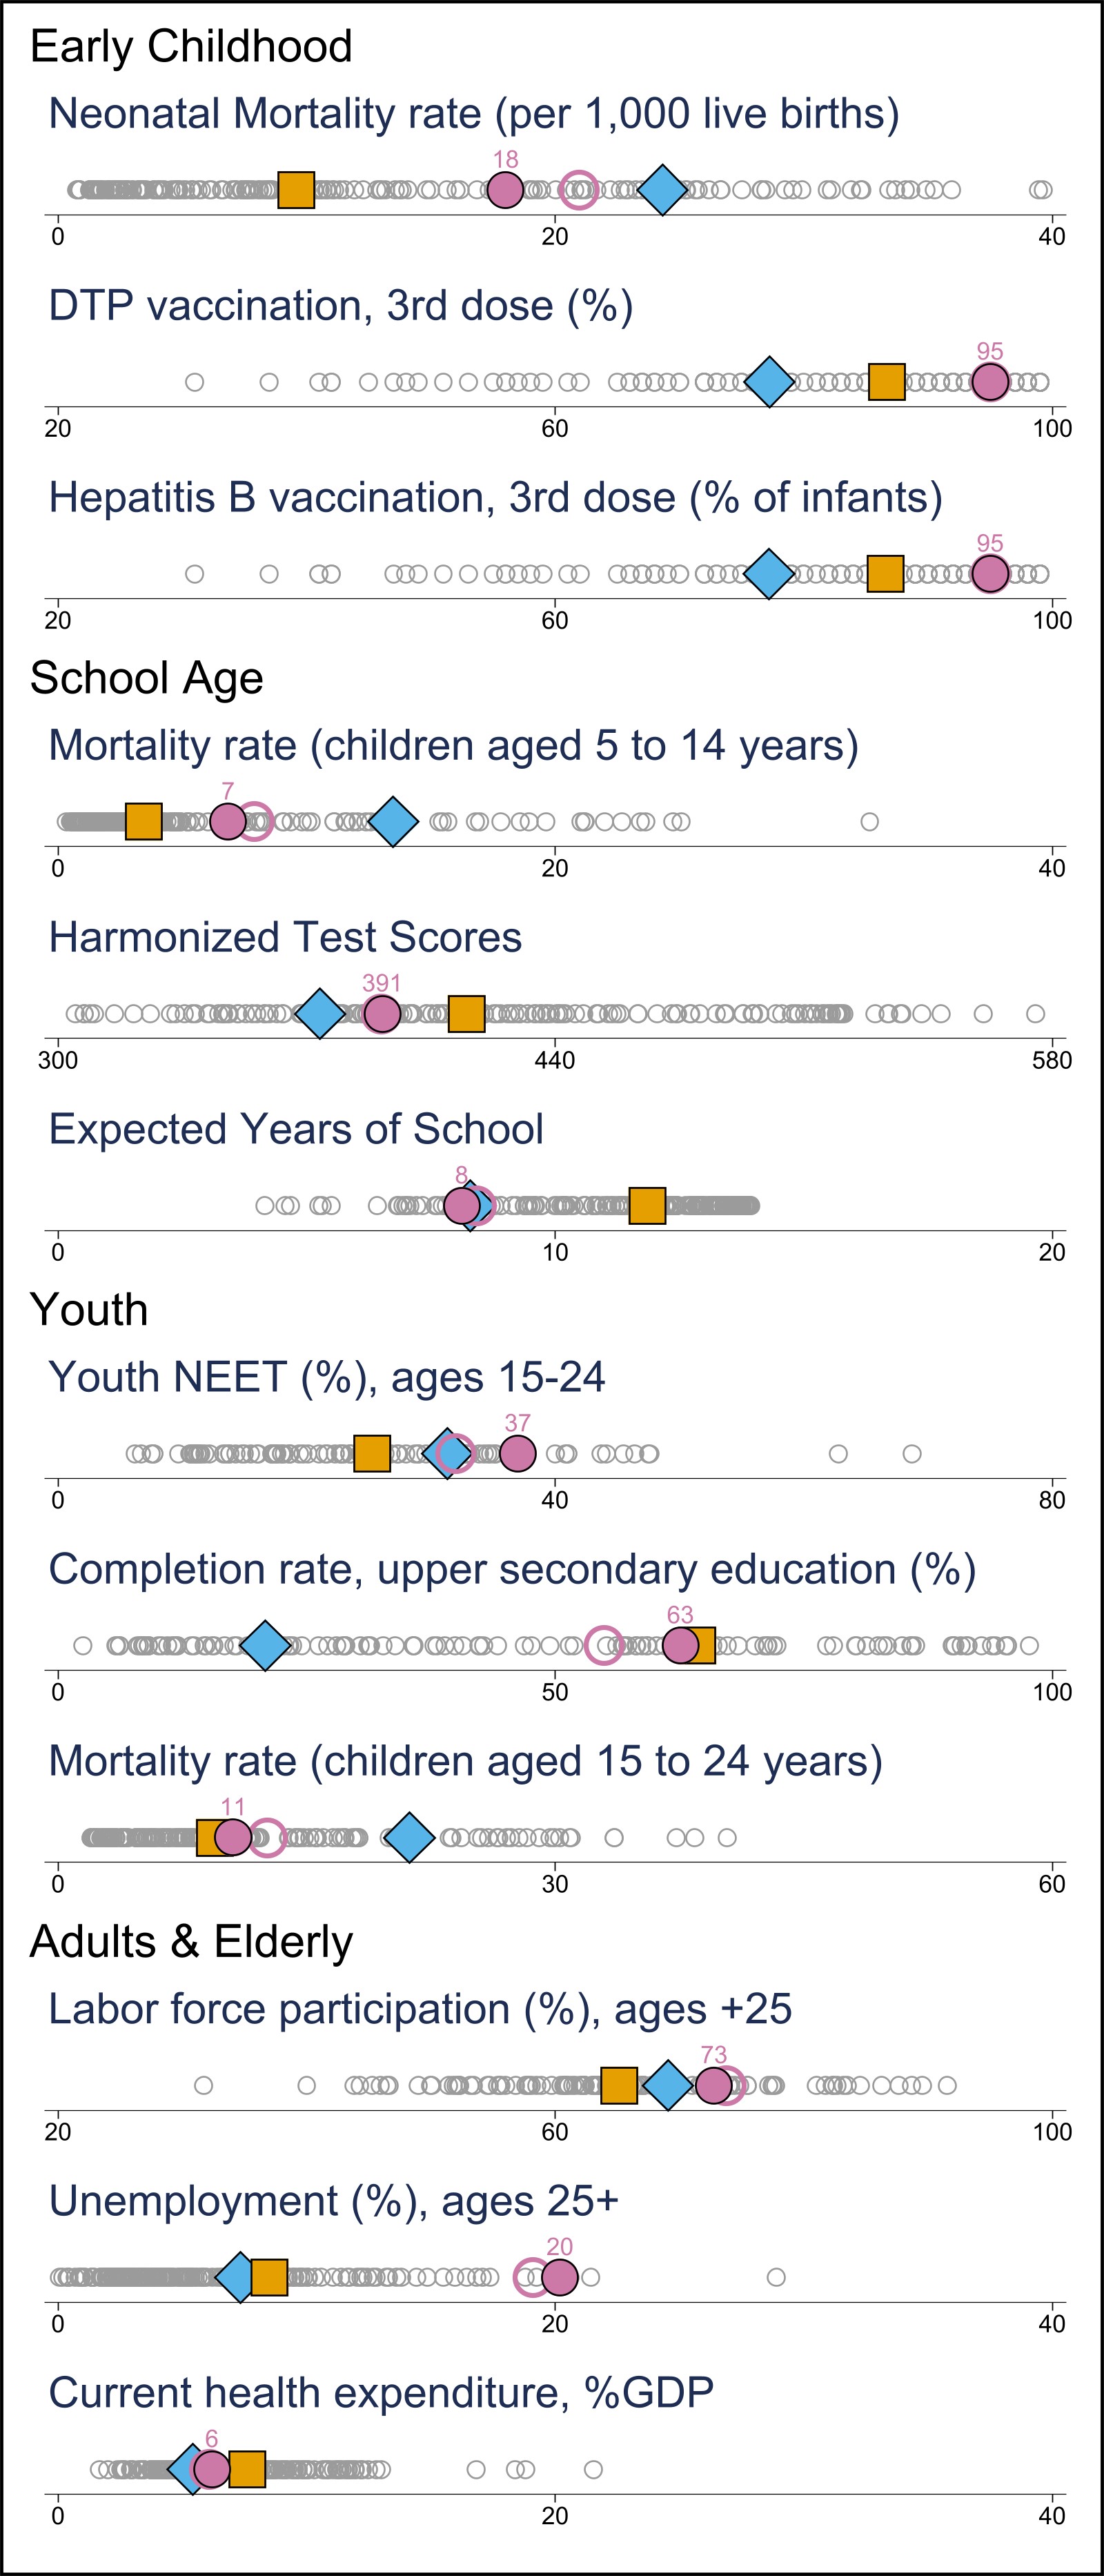 Early Childhood
Neonatal Mortality rate (per 1,000 live births)
18
0 20 40
DTP vaccination, 3rd dose (%)
95
20 60 100
Hepatitis B vaccination, 3rd dose (% of infants)
95
20 60 100
School Age
Mortality rate (children aged 5 to 14 years)
7
0 20 40
Harmonized Test Scores
391
300 440 580
Expected Years of School
8
0 10 20
Youth
Youth NEET (%), ages 15-24
37
0 40 80
Completion rate, upper secondary education (%)
63
0 50 100
Mortality rate (children aged 15 to 24 years)
11
0 30 60
Adults & Elderly
Labor force participation (%), ages +25
73
20 60 100
Unemployment (%), ages 25+
20
0 20 40
Current health expenditure, %GDP
6
0 20 40